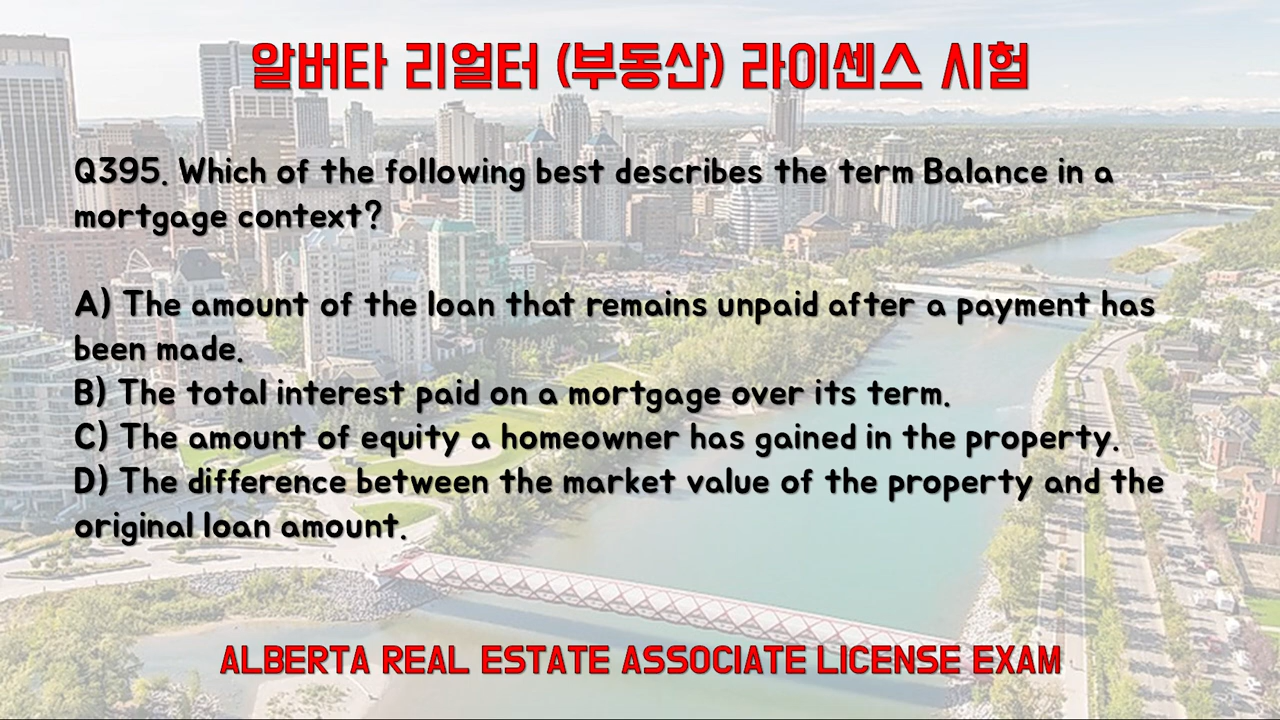 알버타 리얼터 (부동산) 라이센스 시험
Q395. Which of the following best describes the term Balance in a
mortgage context?
A) The amount of the loan that remains unpaid after a payment has
been made.
B) The total interest paid on a mortgage over its term.
C) The amount of equity a homeowner has gained in the property.
D) The difference between the market value of the property and the
original loan amount.
ALBERTA REAL ESTATE ASSOCIATE LICENSE EXAM